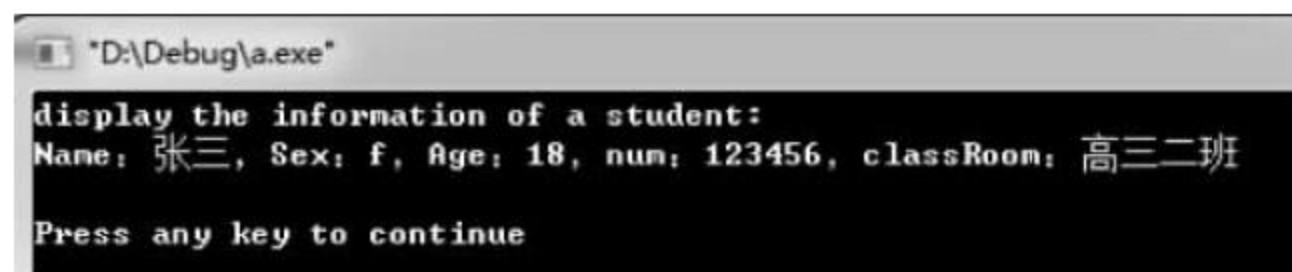 "D:\Debug\a.exe"
display the information of a student:
Name：张三，Sex：f，Age：18，num：123456，classRoom：高三二班
Press any key to continue